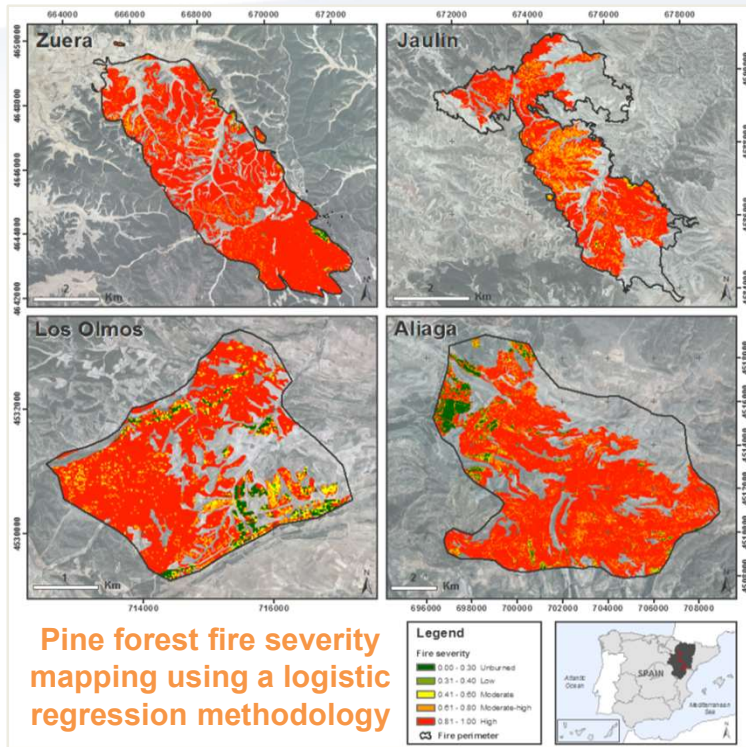 664000 666000 668000 670000 672000
672000 674000 676000 678000
Zuera
Jaulín
4650000
4648000
4646000
4644000
4642000
2 Km
N
2 Km
N
Los Olmos
Aliaga
4532000
4530000
1 Km
N
2 Km
N
714000 716000
696000 698000 700000 702000 704000 706000 708000
Pine forest fire severity
mapping using a logistic
regression methodology
Legend
Fire severity
0.00 - 0.30 Unburned
0.31 - 0.40 Low
0.41 - 0.60 Moderate
0.61 - 0.80 Moderate-high
0.81 - 1.00 High
Fire perimeter
Atlantic
Ocean
SPAIN
Mediterranean
Sea